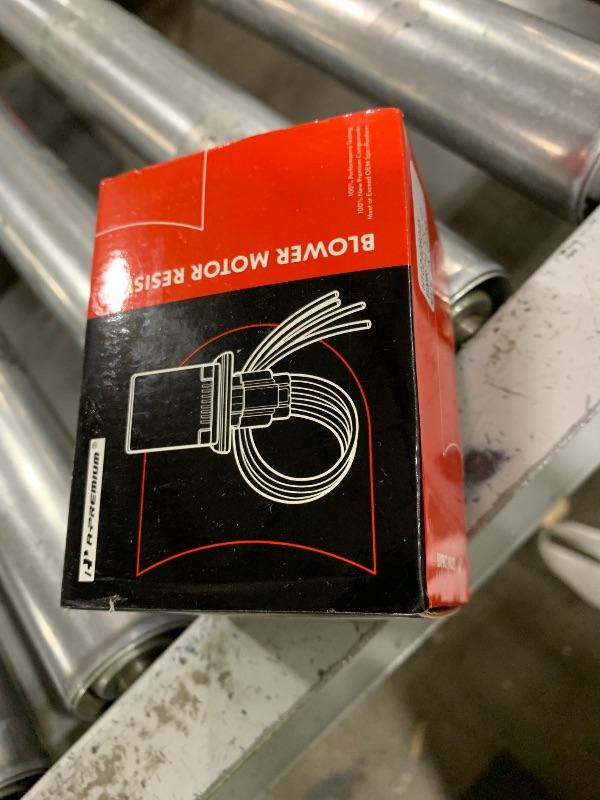 BLOWER MOTOR RESIS
100% Performance Testing
100% New Premium Components
Meet or Exceed OEM Specifications
A-PREMIUM®